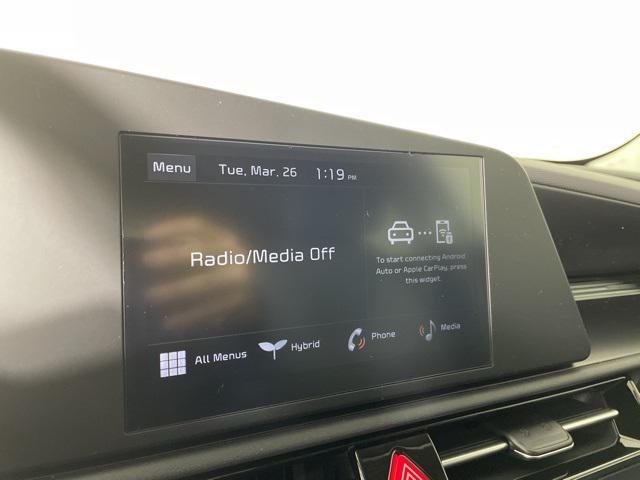 Menu Tue, Mar. 26 1:19 PM
Radio/Media Off
To start connecting Android
Auto or Apple CarPlay, press
this widget.
All Menus Hybrid Phone Media